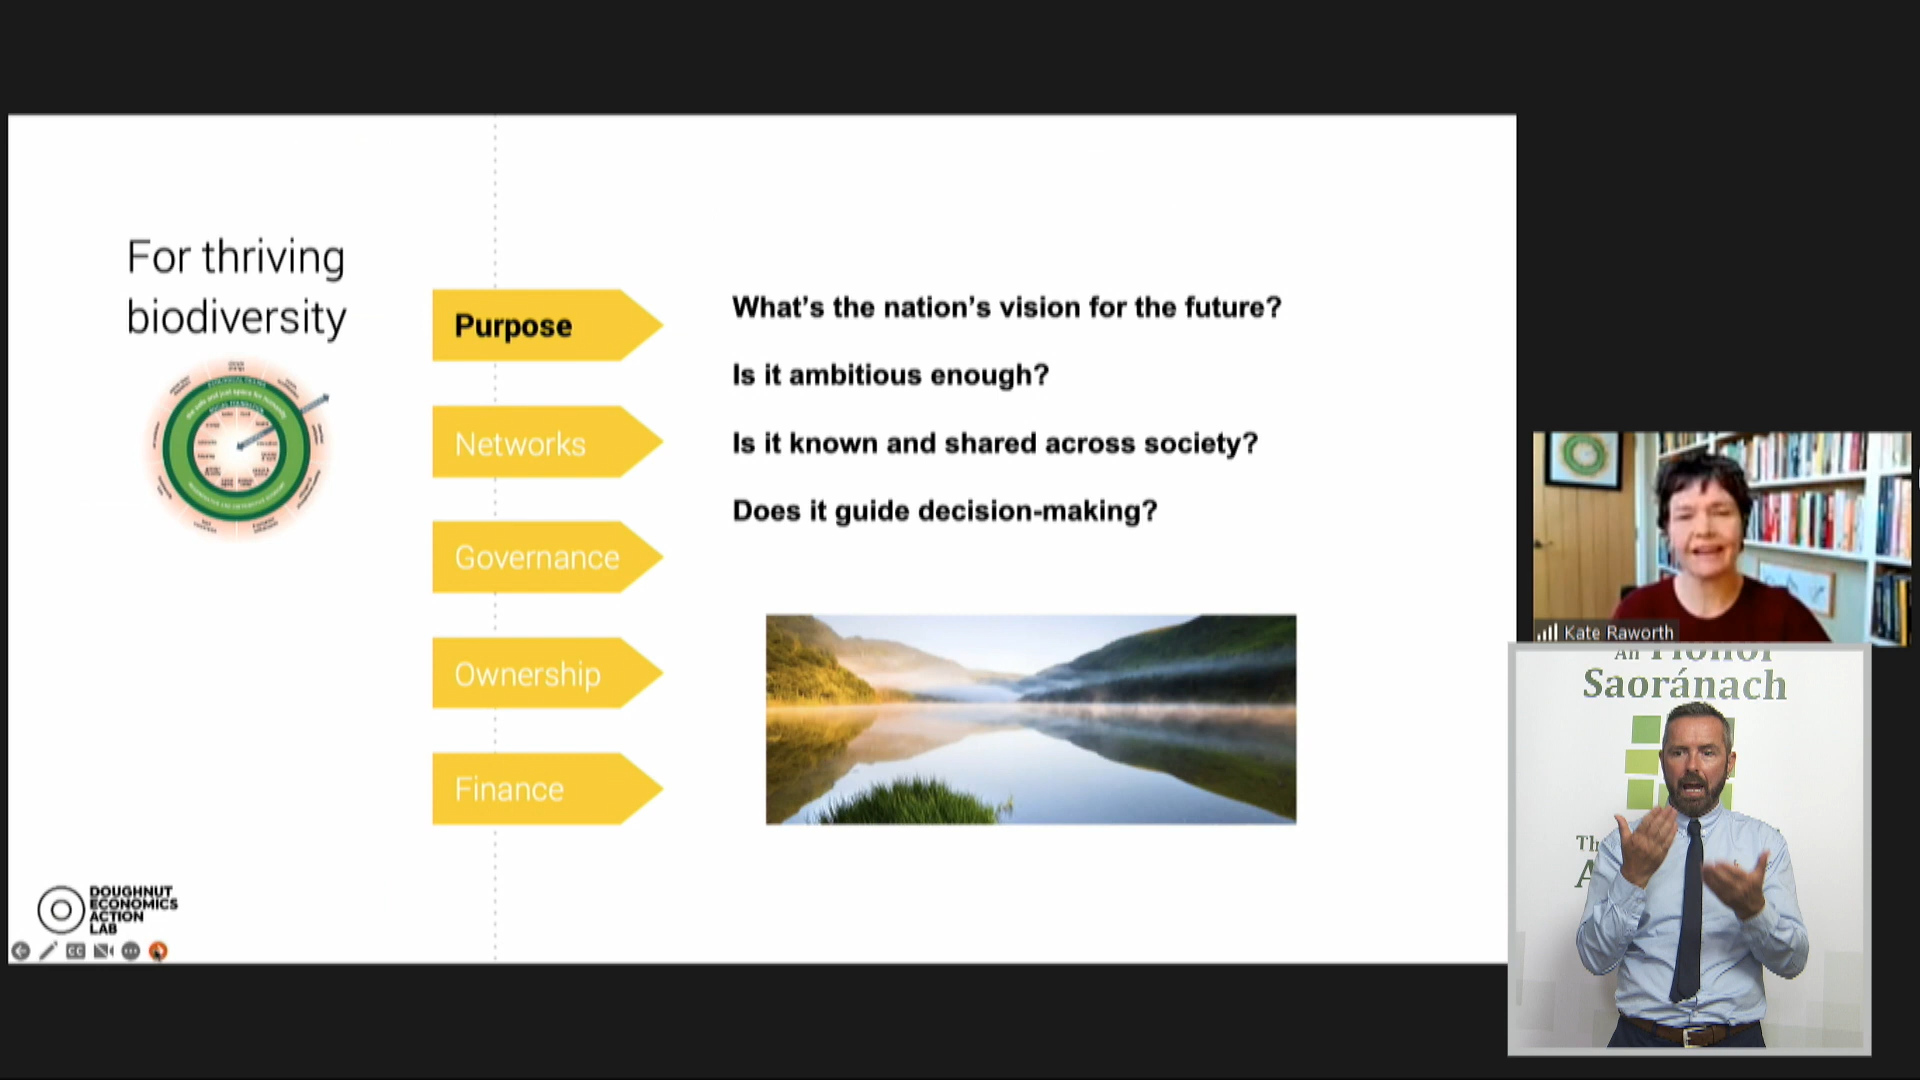 For thriving
biodiversity
Purpose
Networks
Governance
Ownership
Finance
What's the nation's vision for the future?
Is it ambitious enough?
Is it known and shared across society?
Does it guide decision-making?
DOUGHNUT
ECONOMICS
ACTION
LAB
CC
Kate Raworth
An
Saoránach